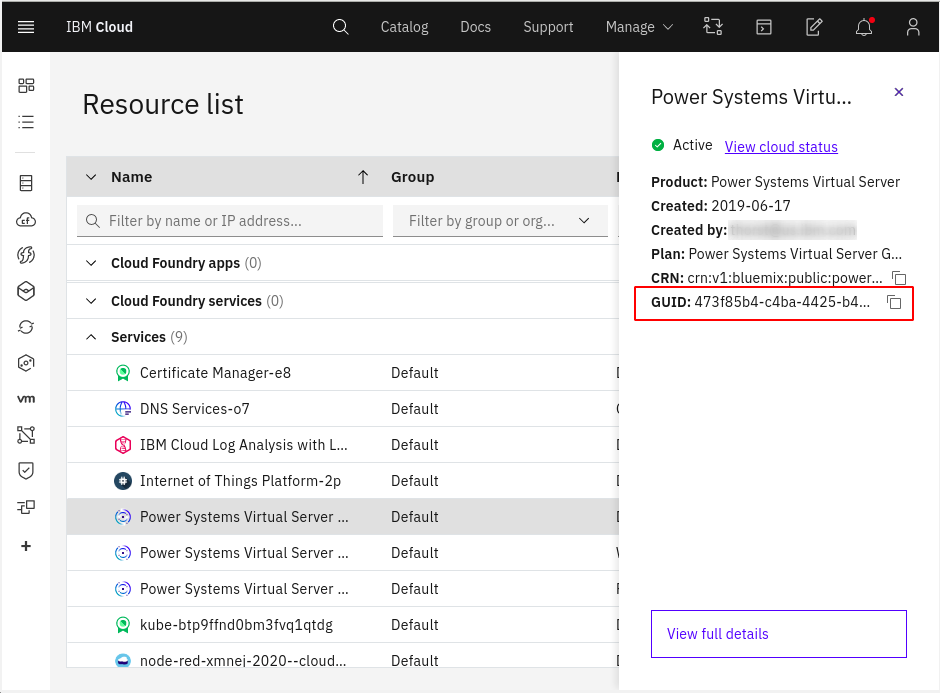 IBM Cloud
Catalog
Docs
Support
Manage
cf
vm
Resource list
Name
Group
Filter by name or IP address...
Filter by group or org...
Cloud Foundry apps (0)
Cloud Foundry services (0)
Services (9)
Certificate Manager-e8 Default
DNS Services-o7 Default
IBM Cloud Log Analysis with L... Default
Internet of Things Platform-2p Default
Power Systems Virtual Server ... Default
Power Systems Virtual Server ... Default
Power Systems Virtual Server ... Default
kube-btp9ffnd0bm3fvq1qtdg Default
node-red-xmnej-2020--cloud... Default
Power Systems Virtu...
Active View cloud status
Product: Power Systems Virtual Server
Created: 2019-06-17
Created by:
Plan: Power Systems Virtual Server G...
CRN: crn:v1:bluemix:public:power...
GUID: 473f85b4-c4ba-4425-b4...
View full details